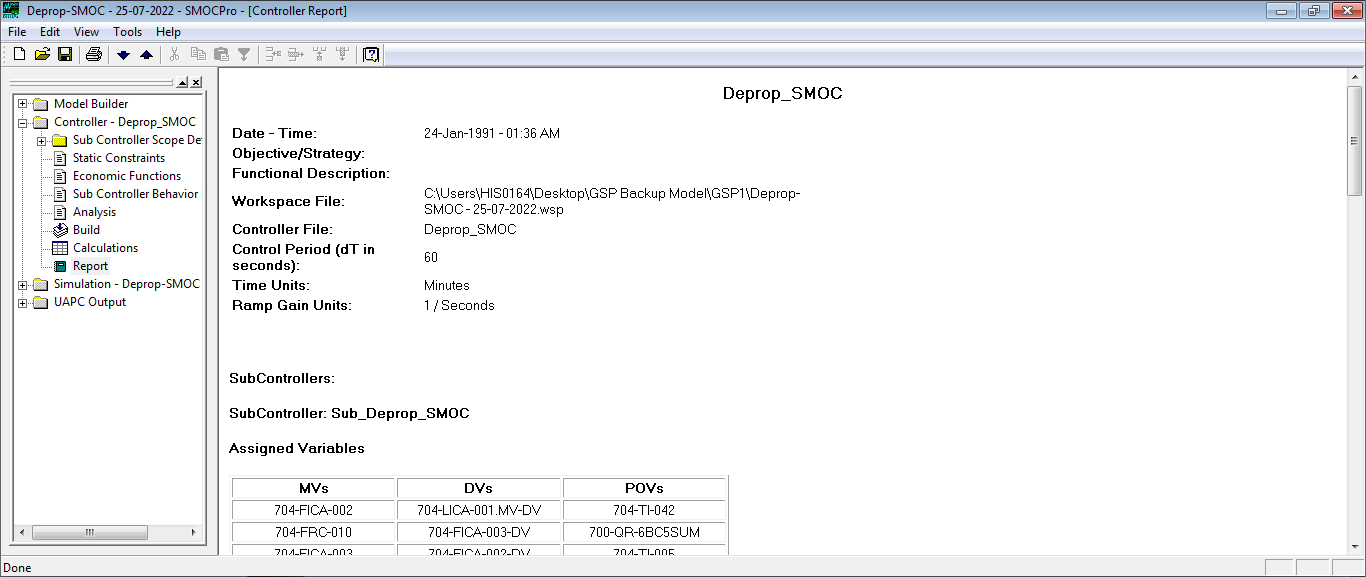 Deprop-SMOC - 25-07-2022 - SMOCPro - [Controller Report]
File Edit View Tools Help
Model Builder
Controller - Deprop_SMOC
Sub Controller Scope De
Static Constraints
Economic Functions
Sub Controller Behavior
Analysis
Build
Calculations
Report
Simulation - Deprop-SMOC
UAPC Output
Deprop_SMOC
Date - Time: 24-Jan-1991 - 01:36 AM
Objective/Strategy:
Functional Description:
Workspace File: C:\Users\HIS0164\Desktop\GSP Backup Model\GSP1\Deprop-
SMOC - 25-07-2022.wsp
Controller File: Deprop_SMOC
Control Period (dT in
seconds): 60
Time Units: Minutes
Ramp Gain Units: 1 / Seconds
SubControllers:
SubController: Sub_Deprop_SMOC
Assigned Variables
MVs DVs POVs
704-FICA-002 704-LICA-001.MV-DV 704-TI-042
704-FRC-010 704-FICA-003-DV 700-QR-6BC5SUM
704-FICA-003 704-FICA-002-DV 704-TI-005
Done